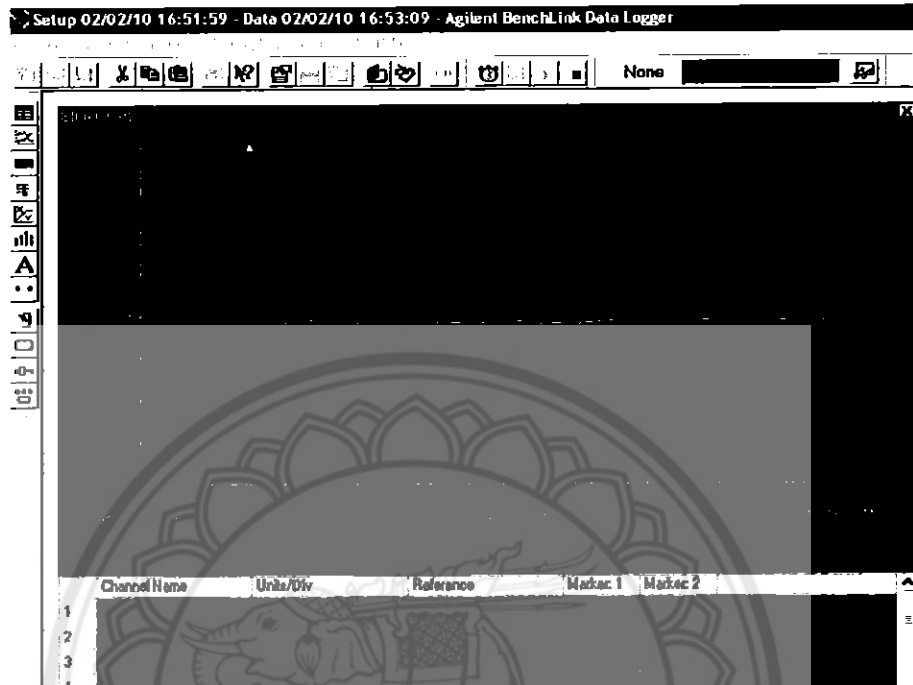 Setup 02/02/10 16:51:59 - Data 02/02/10 16:53:09 - Agilent BenchLink Data Logger
None
A
Channel Name Units/Div Reference Marker 1 Marker 2
1
2
3